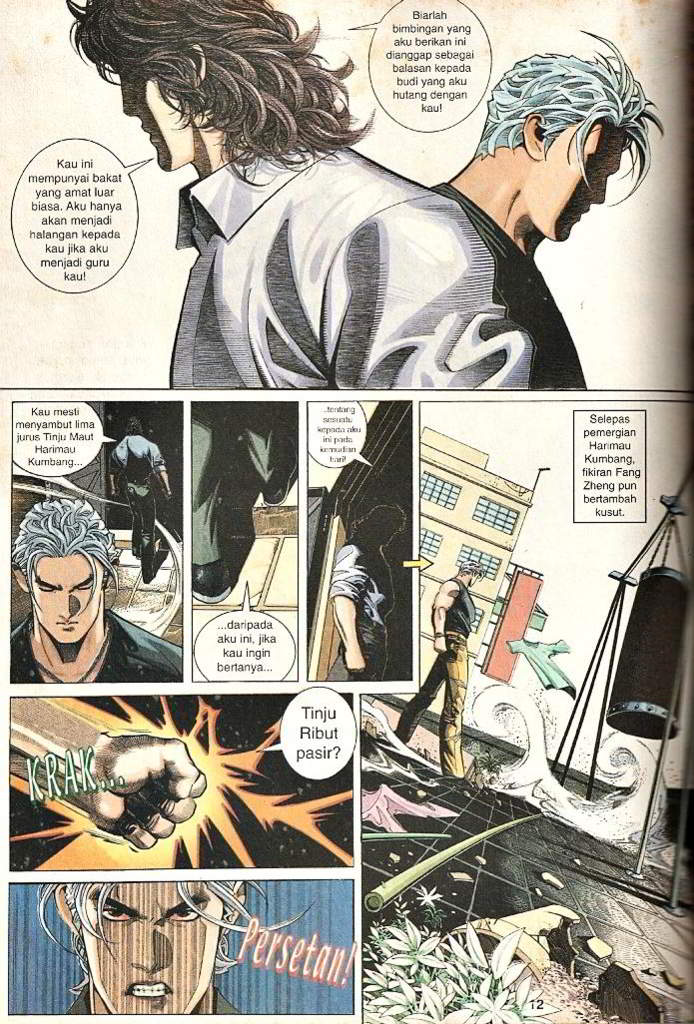 Biarlah
bimbingan yang
aku berikan ini
dianggap sebagai
balasan kepada
budi yang aku
hutang dengan
kau!
Kau ini
mempunyai bakat
yang amat luar
biasa. Aku hanya
akan menjadi
halangan kepada
kau jika aku
menjadi guru
kau!
Kau mesti
menyambut lima
jurus Tinju Maut
Harimau
Kumbang...
...daripada
aku ini, jika
kau ingin
bertanya...
..tentang
sesuatu
kepada aku
ini pada
kemudian
hari!
Selepas
pemergian
Harimau
Kumbang,
fikiran Fang
Zheng pun
bertambah
kusut.
Tinju
Ribut
pasir?
KRAK...
Persetan!
12